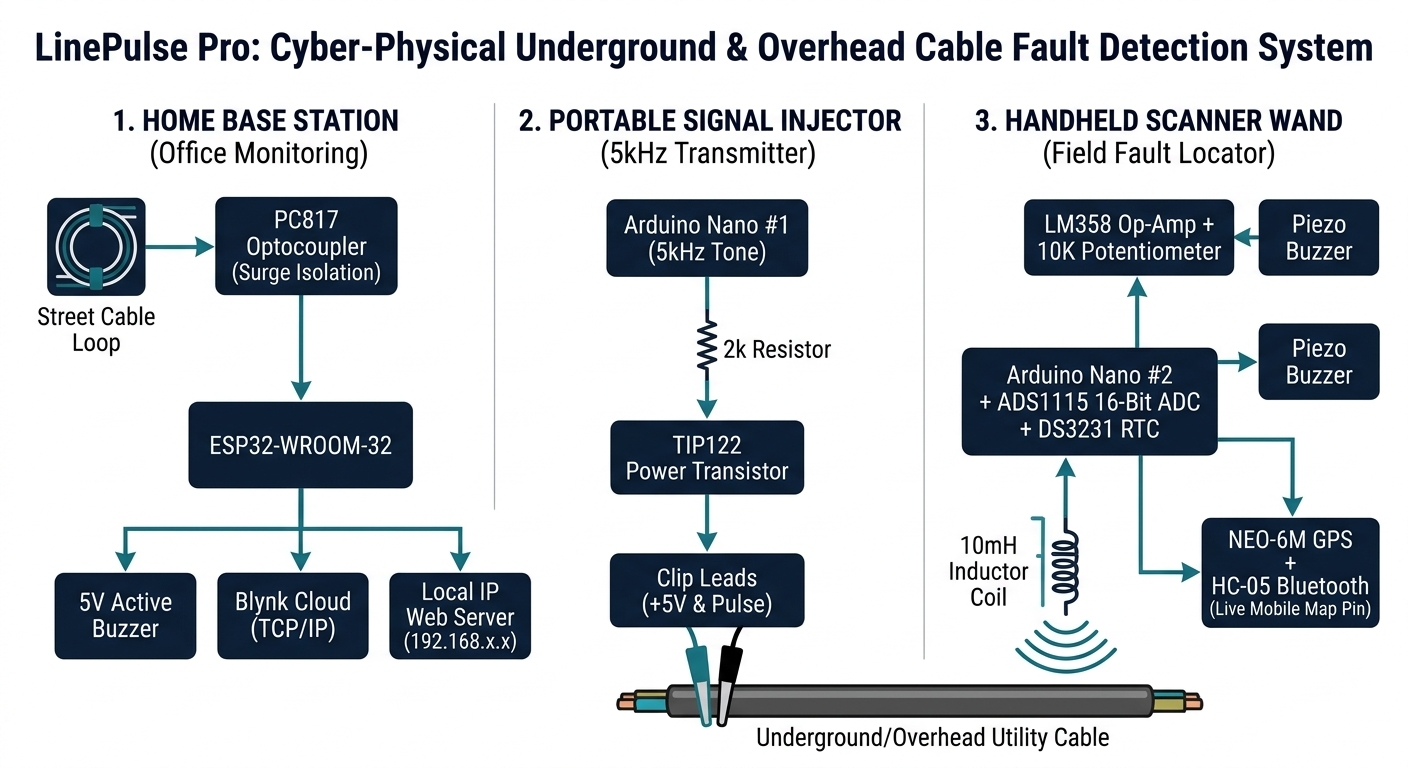 LinePulse Pro: Cyber-Physical Underground & Overhead Cable Fault Detection System
1. HOME BASE STATION
(Office Monitoring)
Street Cable
Loop
PC817
Optocoupler
(Surge Isolation)
ESP32-WROOM-32
5V Active
Buzzer
Blynk Cloud
(TCP/IP)
Local IP
Web Server
(192.168.x.x)
2. PORTABLE SIGNAL INJECTOR
(5kHz Transmitter)
Arduino Nano #1
(5kHz Tone)
2k Resistor
TIP122
Power Transistor
Clip Leads
(+5V & Pulse)
3. HANDHELD SCANNER WAND
(Field Fault Locator)
LM358 Op-Amp +
10K Potentiometer
Piezo
Buzzer
Piezo
Buzzer
Arduino Nano #2
+ ADS1115 16-Bit ADC
+ DS3231 RTC
10mH
Inductor
Coil
NEO-6M GPS
+
HC-05 Bluetooth
(Live Mobile Map Pin)
Underground/Overhead Utility Cable